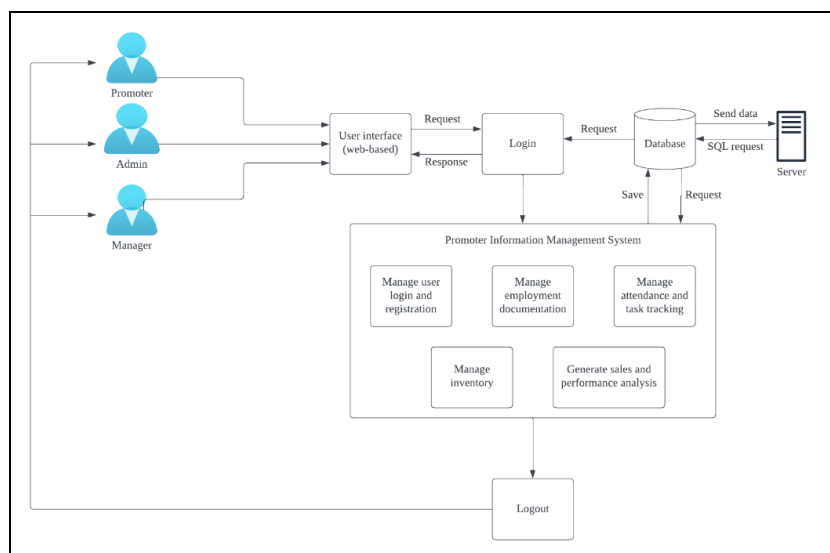 Promoter
Admin
Manager
User interface
(web-based)
Request
Response
Login
Request
Database
Send data
SQL request
Server
Save
Request
Promoter Information Management System
Manage user
login and
registration
Manage
employment
documentation
Manage
attendance and
task tracking
Manage
inventory
Generate sales and
performance analysis
Logout